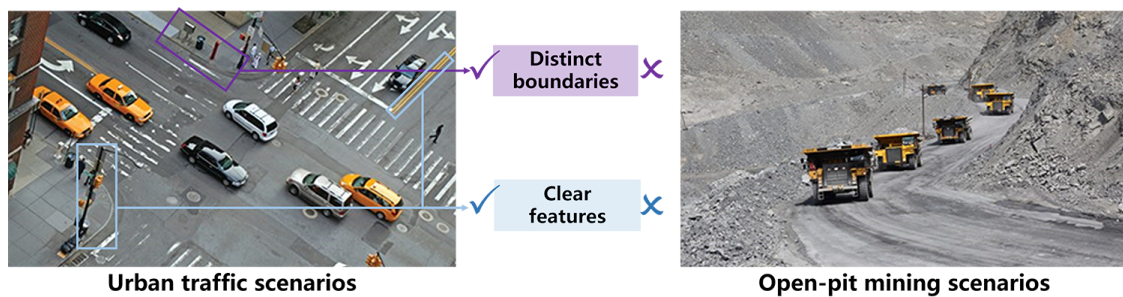 Distinct
boundaries
Clear
features
Urban traffic scenarios
Open-pit mining scenarios